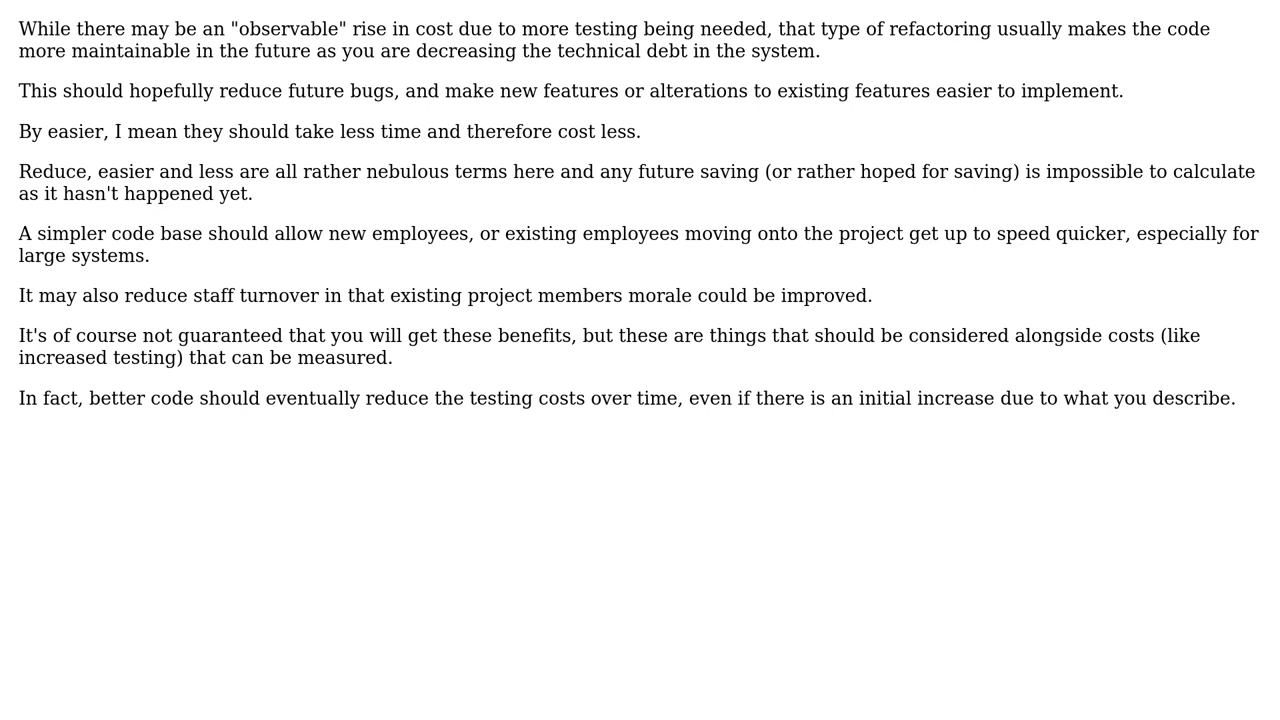 While there may be an "observable" rise in cost due to more testing being needed, that type of refactoring usually makes the code
more maintainable in the future as you are decreasing the technical debt in the system.
This should hopefully reduce future bugs, and make new features or alterations to existing features easier to implement.
By easier, I mean they should take less time and therefore cost less.
Reduce, easier and less are all rather nebulous terms here and any future saving (or rather hoped for saving) is impossible to calculate
as it hasn't happened yet.
A simpler code base should allow new employees, or existing employees moving onto the project get up to speed quicker, especially for
large systems.
It may also reduce staff turnover in that existing project members morale could be improved.
It's of course not guaranteed that you will get these benefits, but these are things that should be considered alongside costs (like
increased testing) that can be measured.
In fact, better code should eventually reduce the testing costs over time, even if there is an initial increase due to what you describe.